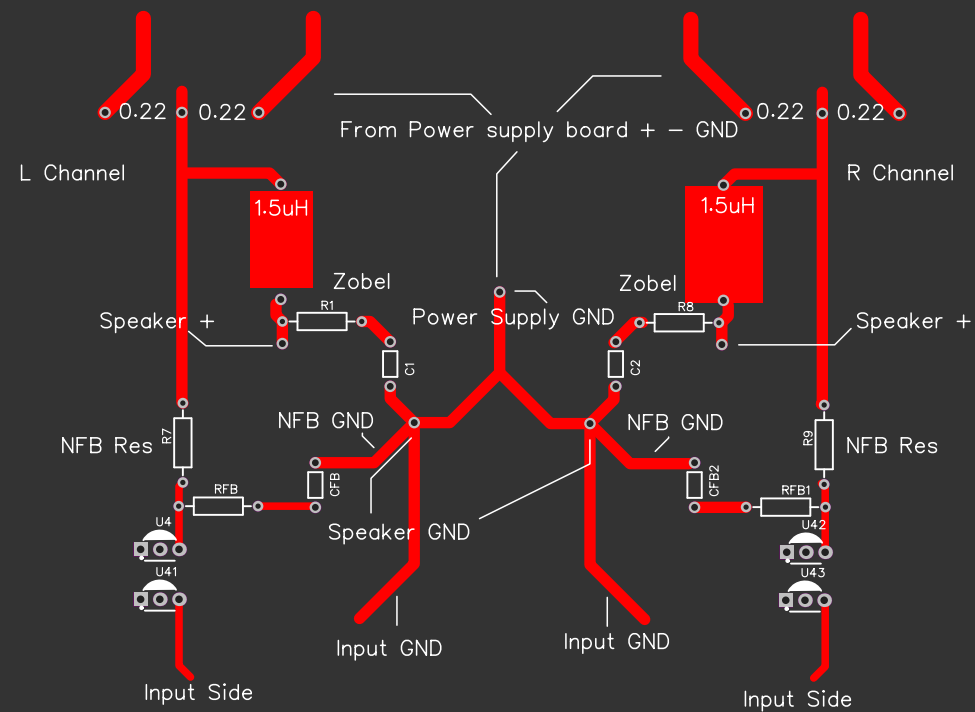 0.22
0.22
0.22
0.22
From Power supply board + - GND
L Channel
R Channel
1.5uH
1.5uH
Zobel
Zobel
R1
R8
Speaker +
Power Supply GND
Speaker +
C1
C2
NFB GND
NFB GND
NFB Res
R7
R9
NFB Res
RFB
CFB
CFB2
RFB1
U4
Speaker GND
U42
U41
U43
Input GND
Input GND
Input Side
Input Side